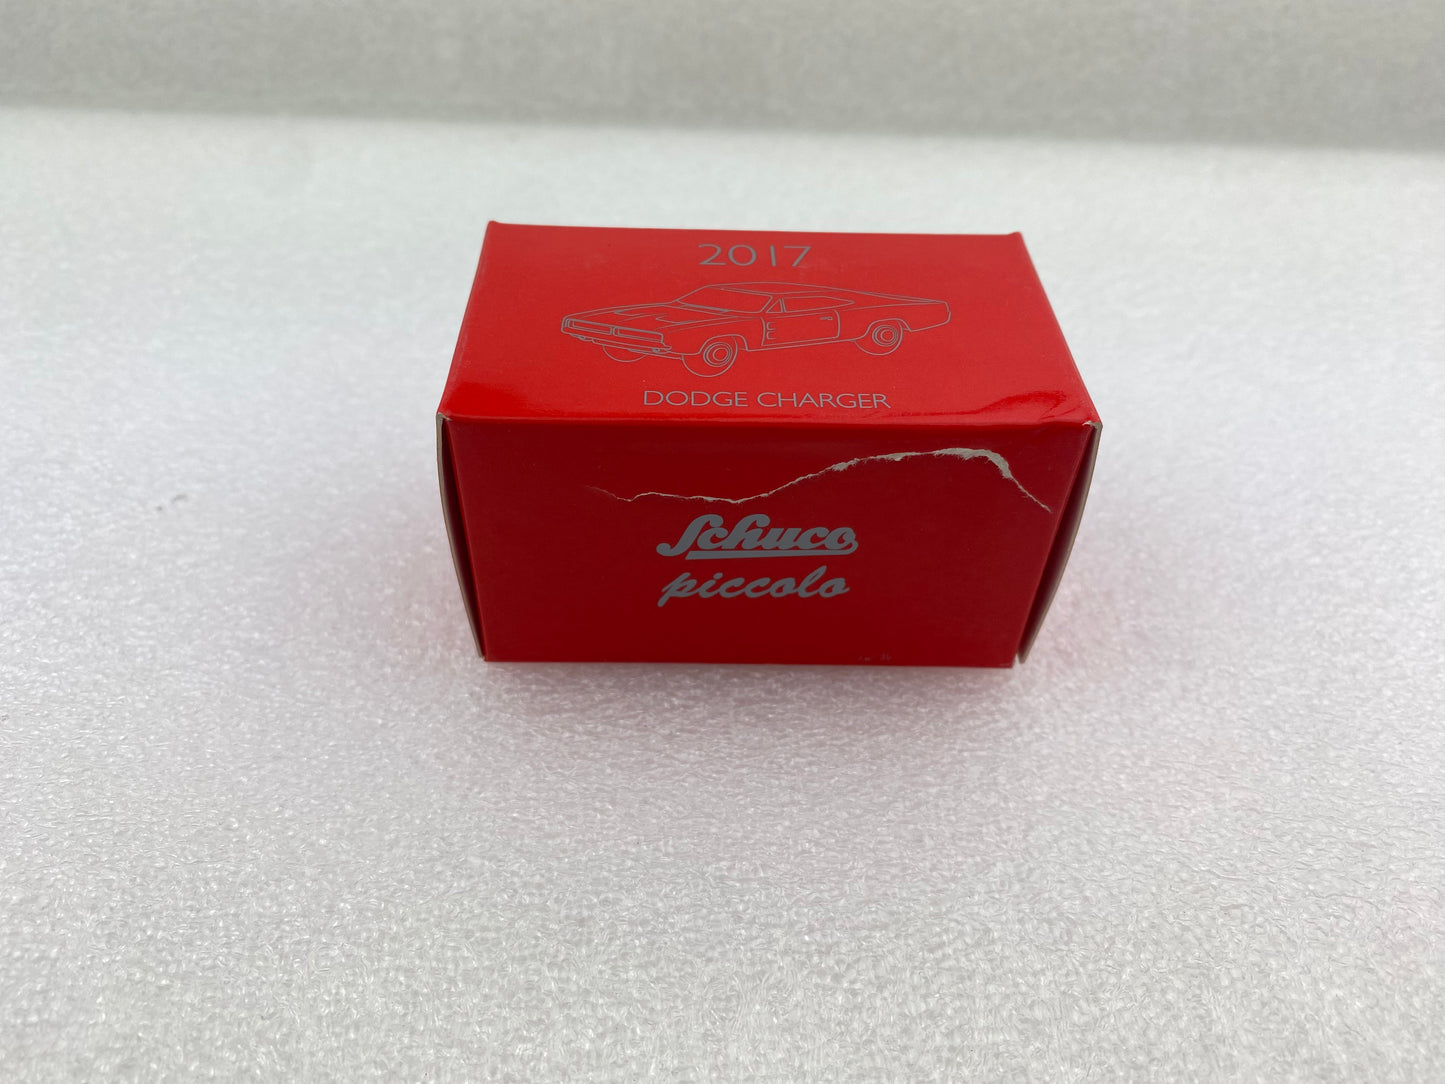 2017
DODGE CHARGER
Schuco
piccolo